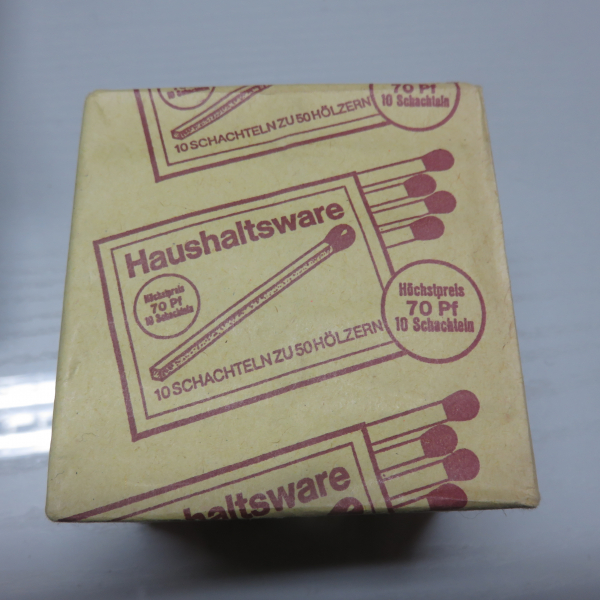 70 Pf
10 Schachteln
10 SCHACHTELN ZU 50 HÖLZERN
Haushaltsware
Höchstpreis
70 Pf
10 Schachteln
Höchstpreis
70 Pf
10 Schachteln
10 SCHACHTELN ZU 50 HÖLZERN
haltsware